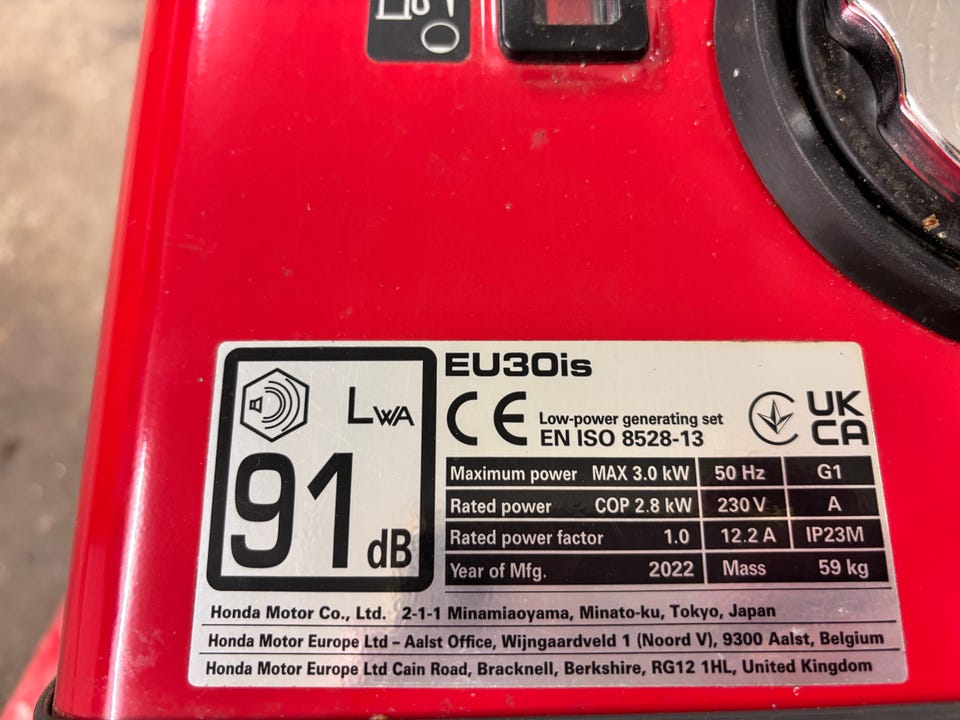 EU30is
LWA
91 dB
CE
Low-power generating set
EN ISO 8528-13
UK
CA
Maximum power MAX 3.0 kW 50 Hz G1
Rated power COP 2.8 kW 230 V A
Rated power factor 1.0 12.2 A IP23M
Year of Mfg. 2022 Mass 59 kg
Honda Motor Co., Ltd. 2-1-1 Minamiaoyama, Minato-ku, Tokyo, Japan
Honda Motor Europe Ltd – Aalst Office, Wijngaardveld 1 (Noord V), 9300 Aalst, Belgium
Honda Motor Europe Ltd Cain Road, Bracknell, Berkshire, RG12 1HL, United Kingdom